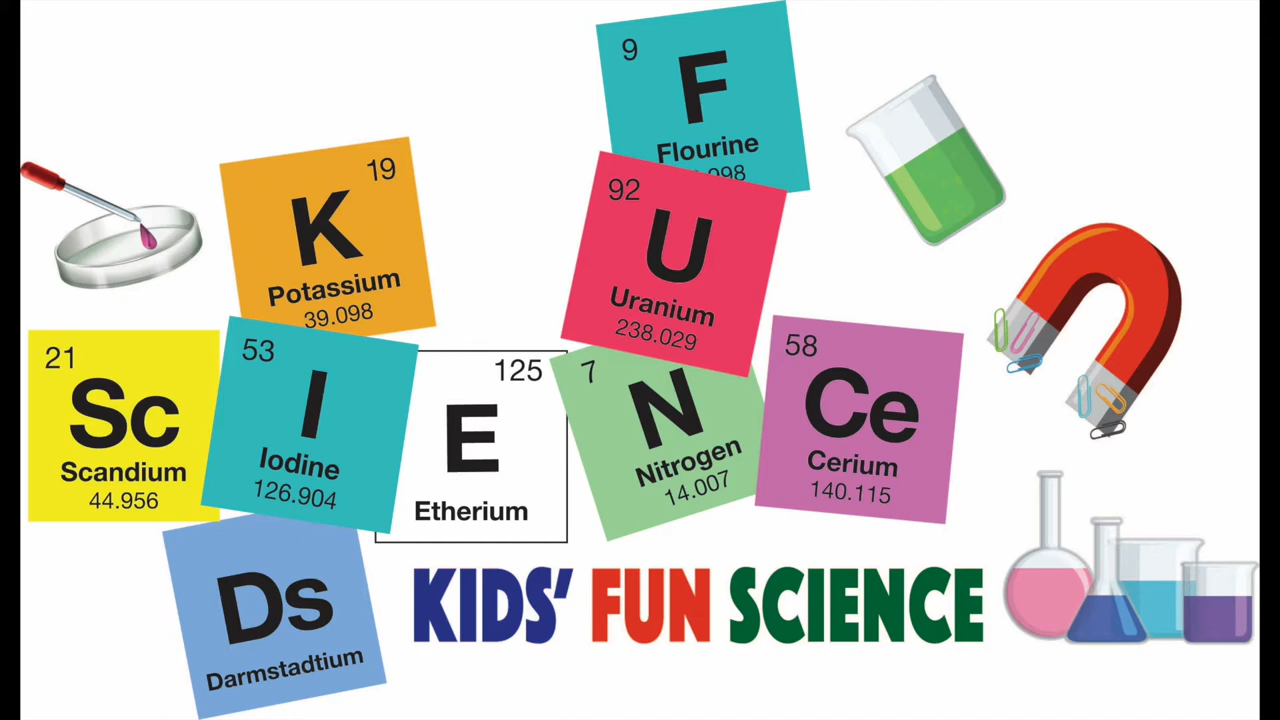 9
F
Flourine
.998
19
K
Potassium
39.098
92
U
Uranium
238.029
21
Sc
Scandium
44.956
53
I
Iodine
126.904
125
E
Etherium
7
N
Nitrogen
14.007
58
Ce
Cerium
140.115
Ds
Darmstadtium
KIDS' FUN SCIENCE